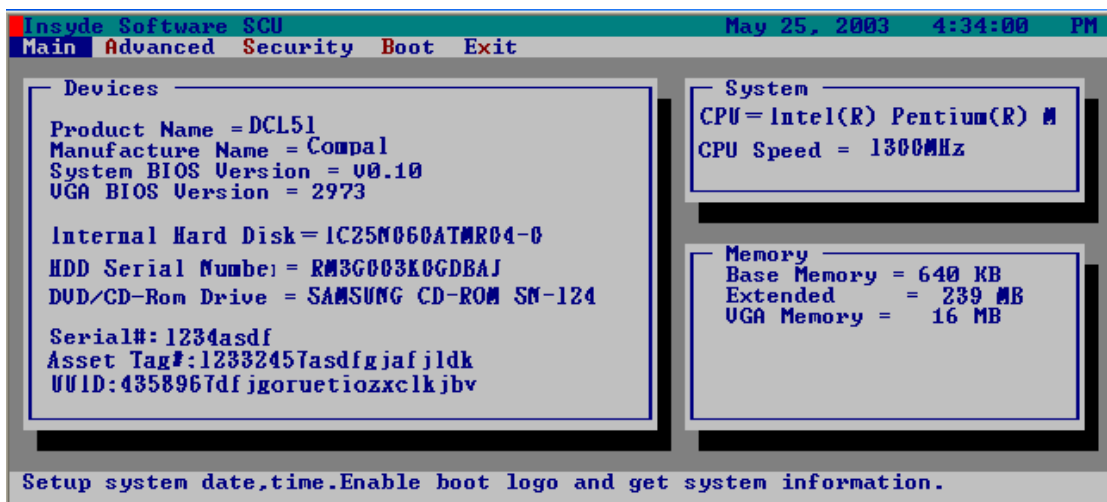 Insyde Software SCU May 25, 2003 4:34:00 PM
Main Advanced Security Boot Exit
Devices
Product Name = DCL51
Manufacture Name = Compal
System BIOS Version = V0.10
VGA BIOS Version = 2973
Internal Hard Disk = IC25N060ATMR04-0
HDD Serial Number = RM3G003K0GDBAJ
DVD/CD-Rom Drive = SAMSUNG CD-ROM SN-124
Serial#: 1234asdf
Asset Tag#:12332457asdfgjafjldk
UUID:4358967dfjgoruetiozxclkjbv
System
CPU = Intel(R) Pentium(R) M
CPU Speed = 1300MHz
Memory
Base Memory = 640 KB
Extended = 239 MB
VGA Memory = 16 MB
Setup system date,time.Enable boot logo and get system information.